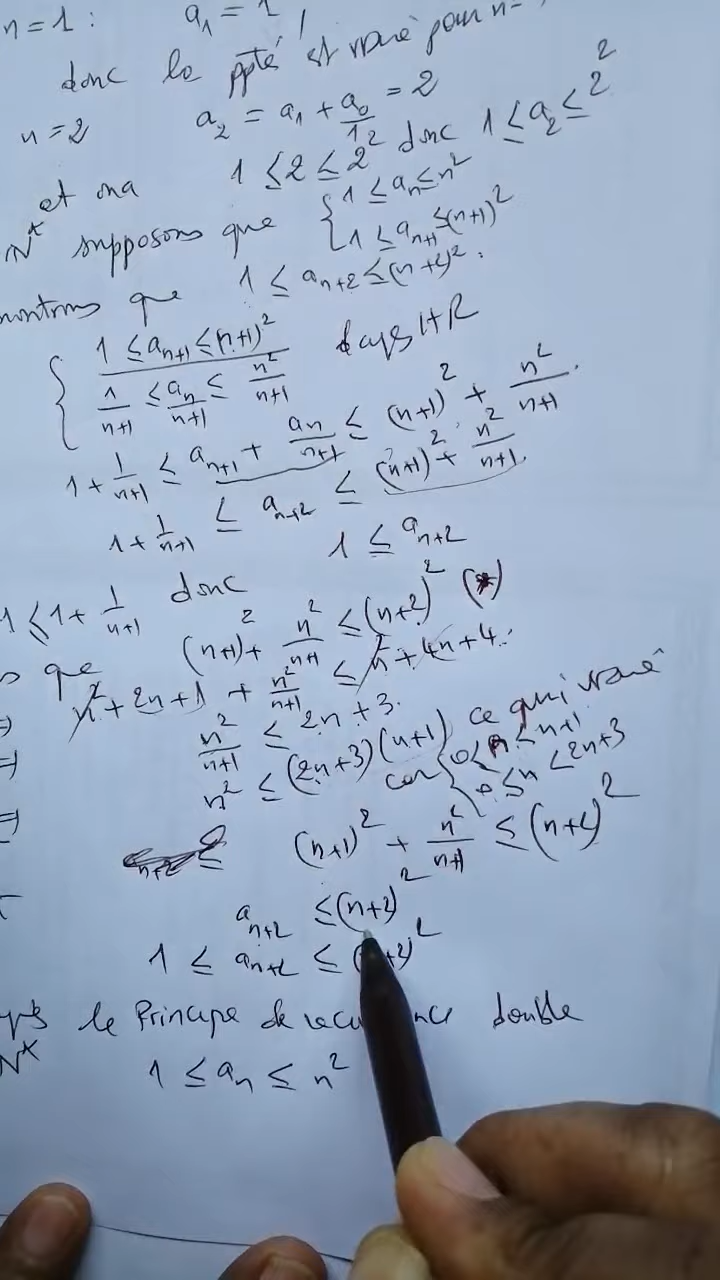 n = 1 : a₁ = 1
donc la ppté est vraie pour n =
n = 2 a₂ = a₁ + a₀/1 = 2
1 ≤ 2 ≤ 2² donc 1 ≤ a₂ ≤ 2²
et on a
N* supposons que { 1 ≤ aₙ ≤ n²
1 ≤ aₙ₊₁ ≤ (n+1)²
montrons que 1 ≤ aₙ₊₂ ≤ (n+2)².
{ 1 ≤ aₙ₊₁ ≤ (n+1)² d'après HR
1/(n+1) ≤ aₙ/(n+1) ≤ n²/(n+1)
1 + 1/(n+1) ≤ aₙ₊₁ + aₙ/(n+1) ≤ (n+1)² + n²/(n+1).
1 + 1/(n+1) ≤ aₙ₊₂ ≤ (n+1)² + n²/(n+1).
1 ≤ 1 + 1/(n+1) donc 1 ≤ aₙ₊₂
que (n+1)² + n²/(n+1) ≤ (n+2)² (*)
n² + 2n + 1 + n²/(n+1) ≤ n² + 4n + 4.
n²/(n+1) ≤ 2n + 3.
n² ≤ (2n+3)(n+1) ce qui vraie
car { 0 ≤ n ≤ n+1
0 ≤ n ≤ 2n+3
≤ (n+1)² + n²/(n+1) ≤ (n+2)²
aₙ₊₂ ≤ (n+2)²
1 ≤ aₙ₊₂ ≤ (n+2)²
le Principe de récurrence double
N* 1 ≤ aₙ ≤ n²